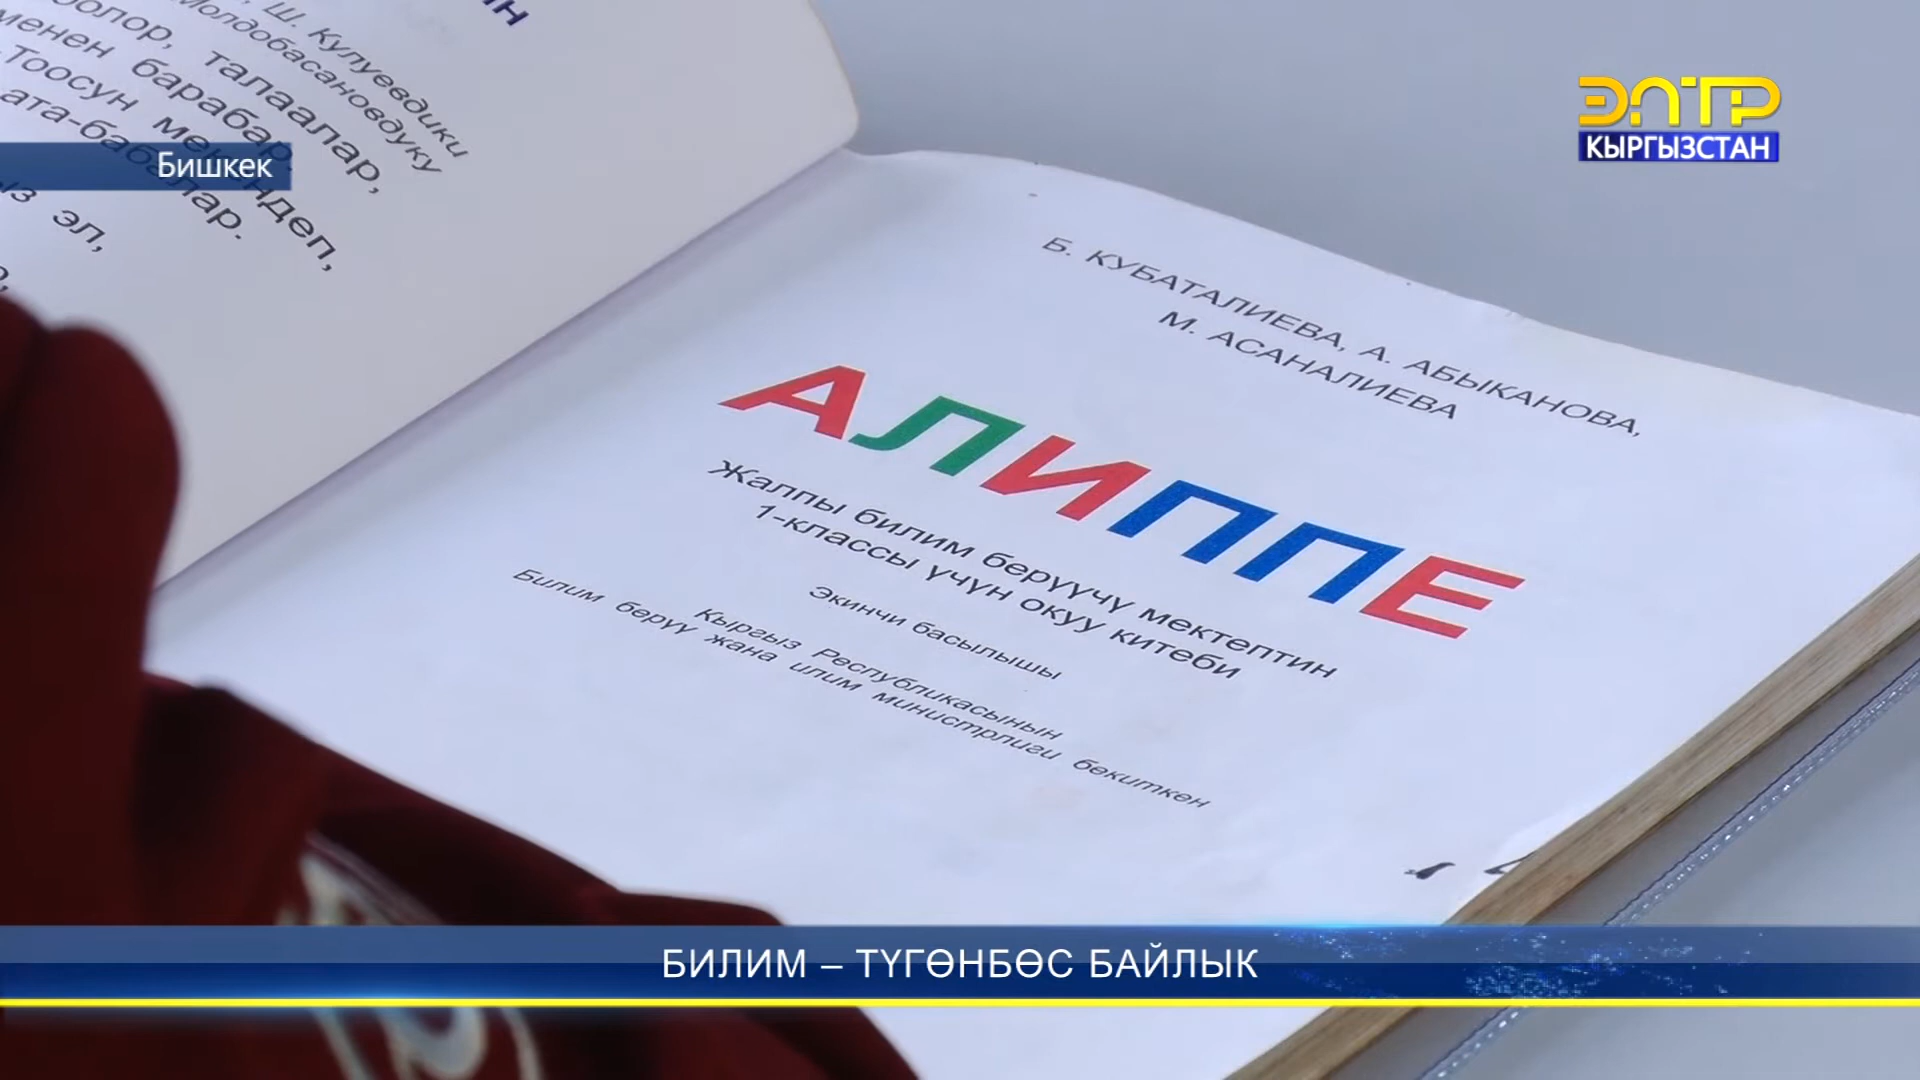 Ш. Кулуевдики
Молдобасановдуку
талаалар,
менен барабар.
Тоосун
ата-бабалар.
эл,
Бишкек
ЭЛТР
КЫРГЫЗСТАН
Б. КУБАТАЛИЕВА, А. АБЫКАНОВА,
М. АСАНАЛИЕВА
АЛИППЕ
Жалпы билим берүүчү мектептин
1-классы үчүн окуу китеби
Экинчи басылышы
Кыргыз Республикасынын
Билим берүү жана илим министрлиги бекиткен
БИЛИМ – ТҮГӨНБӨС БАЙЛЫК